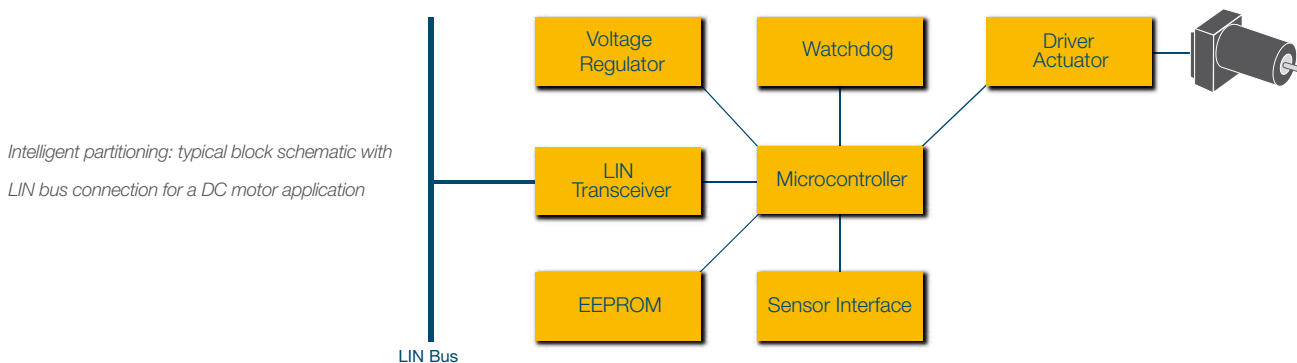 Intelligent partitioning: typical block schematic with
LIN bus connection for a DC motor application
Voltage
Regulator
Watchdog
Driver
Actuator
LIN
Transceiver
Microcontroller
EEPROM
Sensor Interface
LIN Bus